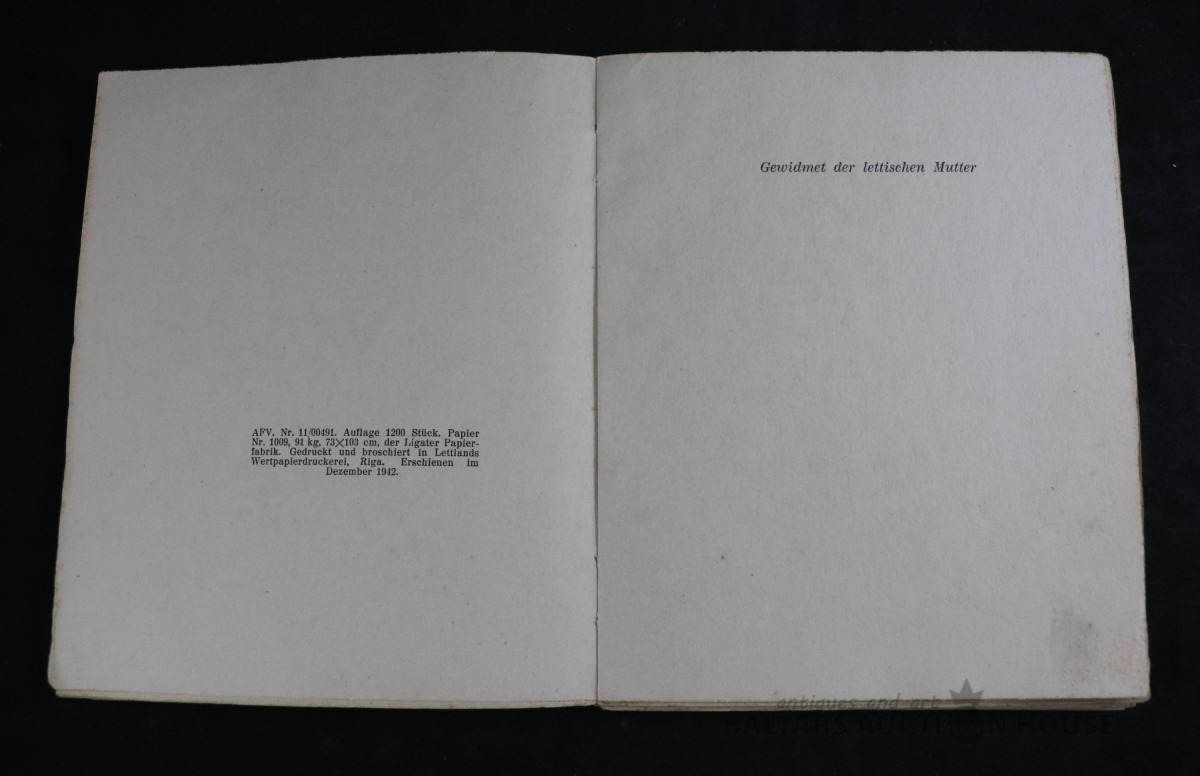 AFV. Nr. 11/00491. Auflage 1200 Stück. Papier
Nr. 1009, 91 kg, 73×103 cm, der Ligater Papier-
fabrik. Gedruckt und broschiert in Lettlands
Wertpapierdruckerei, Riga. Erschienen im
Dezember 1942.
Gewidmet der lettischen Mutter
antiques and art
BALTARS AUCTION HOUSE